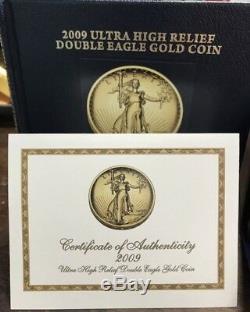 2009 ULTRA HIGH RELIEF
DOUBLE EAGLE GOLD COIN
Certificate of Authenticity
2009
Ultra High Relief Double Eagle Gold Coin